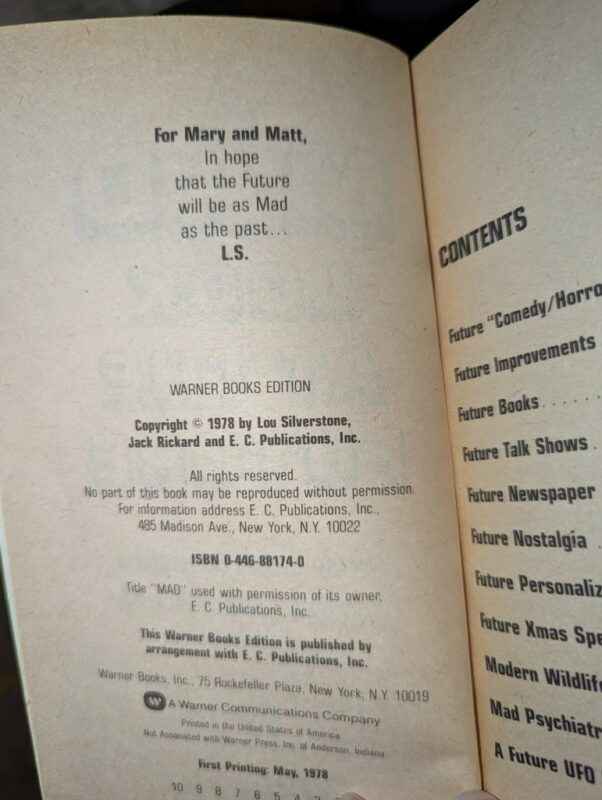 For Mary and Matt,
In hope
that the Future
will be as Mad
as the past...
L.S.
WARNER BOOKS EDITION
Copyright © 1978 by Lou Silverstone,
Jack Rickard and E. C. Publications, Inc.
All rights reserved.
No part of this book may be reproduced without permission.
For information address E. C. Publications, Inc.,
485 Madison Ave., New York, N.Y. 10022
ISBN 0-446-88174-0
Title "MAD" used with permission of its owner,
E. C. Publications, Inc.
This Warner Books Edition is published by
arrangement with E. C. Publications, Inc.
Warner Books, Inc., 75 Rockefeller Plaza, New York, N.Y. 10019
W A Warner Communications Company
Printed in the United States of America
Not Associated with Warner Press, Inc. of Anderson, Indiana
First Printing: May, 1978
10 9 8 7 6 5 4
CONTENTS
Future "Comedy/Horro
Future Improvements
Future Books . . . . . .
Future Talk Shows .
Future Newspaper
Future Nostalgia .
Future Personaliz
Future Xmas Spe
Modern Wildlife
Mad Psychiatr
A Future UFO